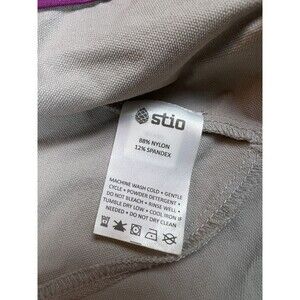 stio
88% NYLON
12% SPANDEX
MACHINE WASH COLD • GENTLE
CYCLE • POWDER DETERGENT •
DO NOT BLEACH • RINSE WELL •
TUMBLE DRY LOW • COOL IRON IF
NEEDED • DO NOT DRY CLEAN